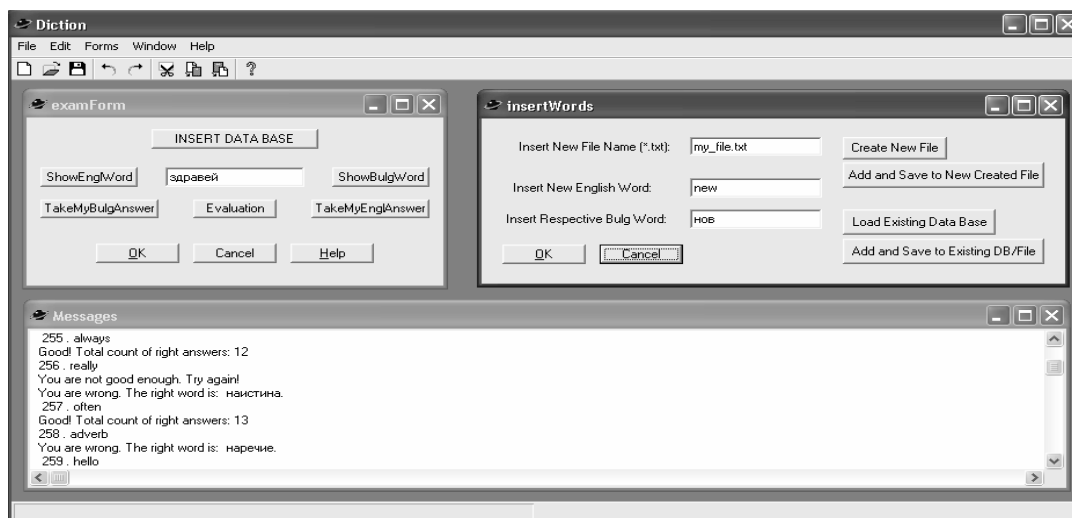 Diction
File Edit Forms Window Help
examForm
INSERT DATA BASE
ShowEnglWord здравей ShowBulgWord
TakeMyBulgAnswer Evaluation TakeMyEnglAnswer
OK Cancel Help
insertWords
Insert New File Name (*.txt): my_file.txt Create New File
Add and Save to New Created File
Insert New English Word: new
Insert Respective Bulg Word: нов Load Existing Data Base
OK Cancel Add and Save to Existing DB/File
Messages
255 . always
Good! Total count of right answers: 12
256 . really
You are not good enough. Try again!
You are wrong. The right word is: наистина.
257 . often
Good! Total count of right answers: 13
258 . adverb
You are wrong. The right word is: наречие.
259 . hello